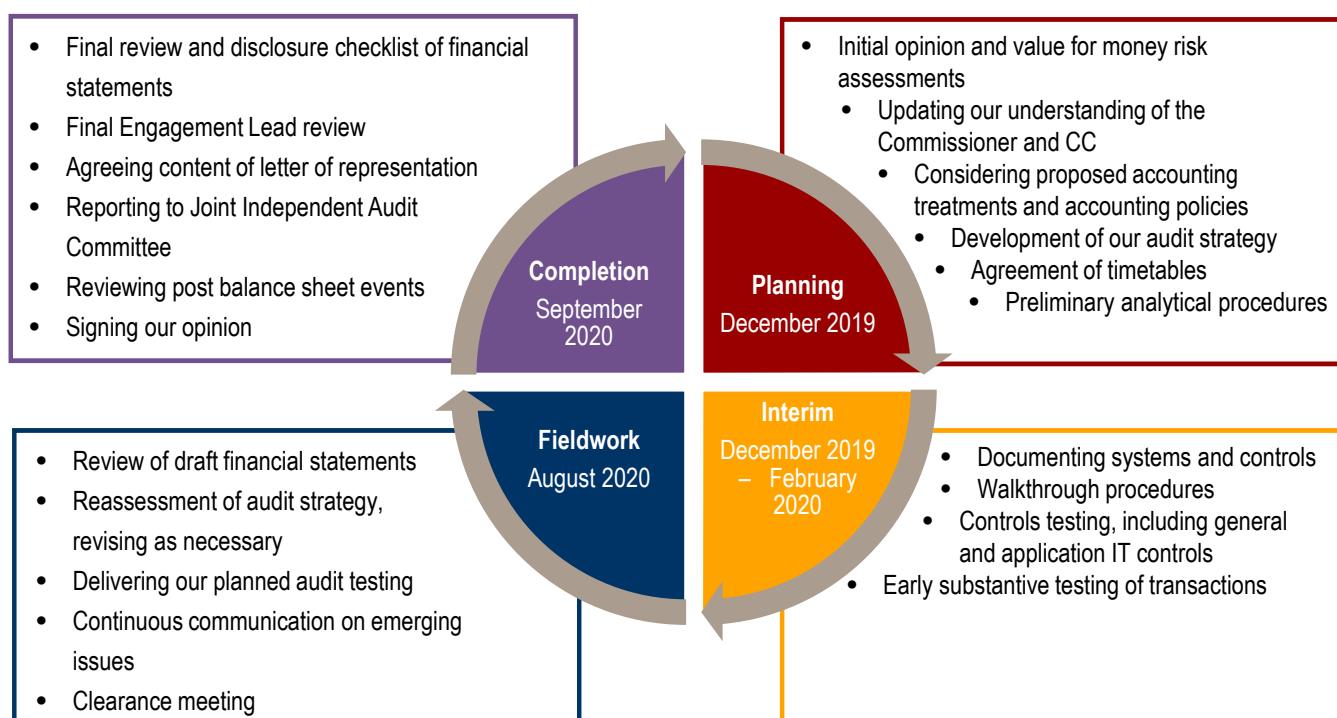 • Final review and disclosure checklist of financial
statements
• Final Engagement Lead review
• Agreeing content of letter of representation
• Reporting to Joint Independent Audit
Committee
• Reviewing post balance sheet events
• Signing our opinion
• Initial opinion and value for money risk
assessments
• Updating our understanding of the
Commissioner and CC
• Considering proposed accounting
treatments and accounting policies
• Development of our audit strategy
• Agreement of timetables
• Preliminary analytical procedures
Completion
September
2020
Planning
December 2019
Fieldwork
August 2020
Interim
December 2019
– February
2020
• Review of draft financial statements
• Reassessment of audit strategy,
revising as necessary
• Delivering our planned audit testing
• Continuous communication on emerging
issues
• Clearance meeting
• Documenting systems and controls
• Walkthrough procedures
• Controls testing, including general
and application IT controls
• Early substantive testing of transactions